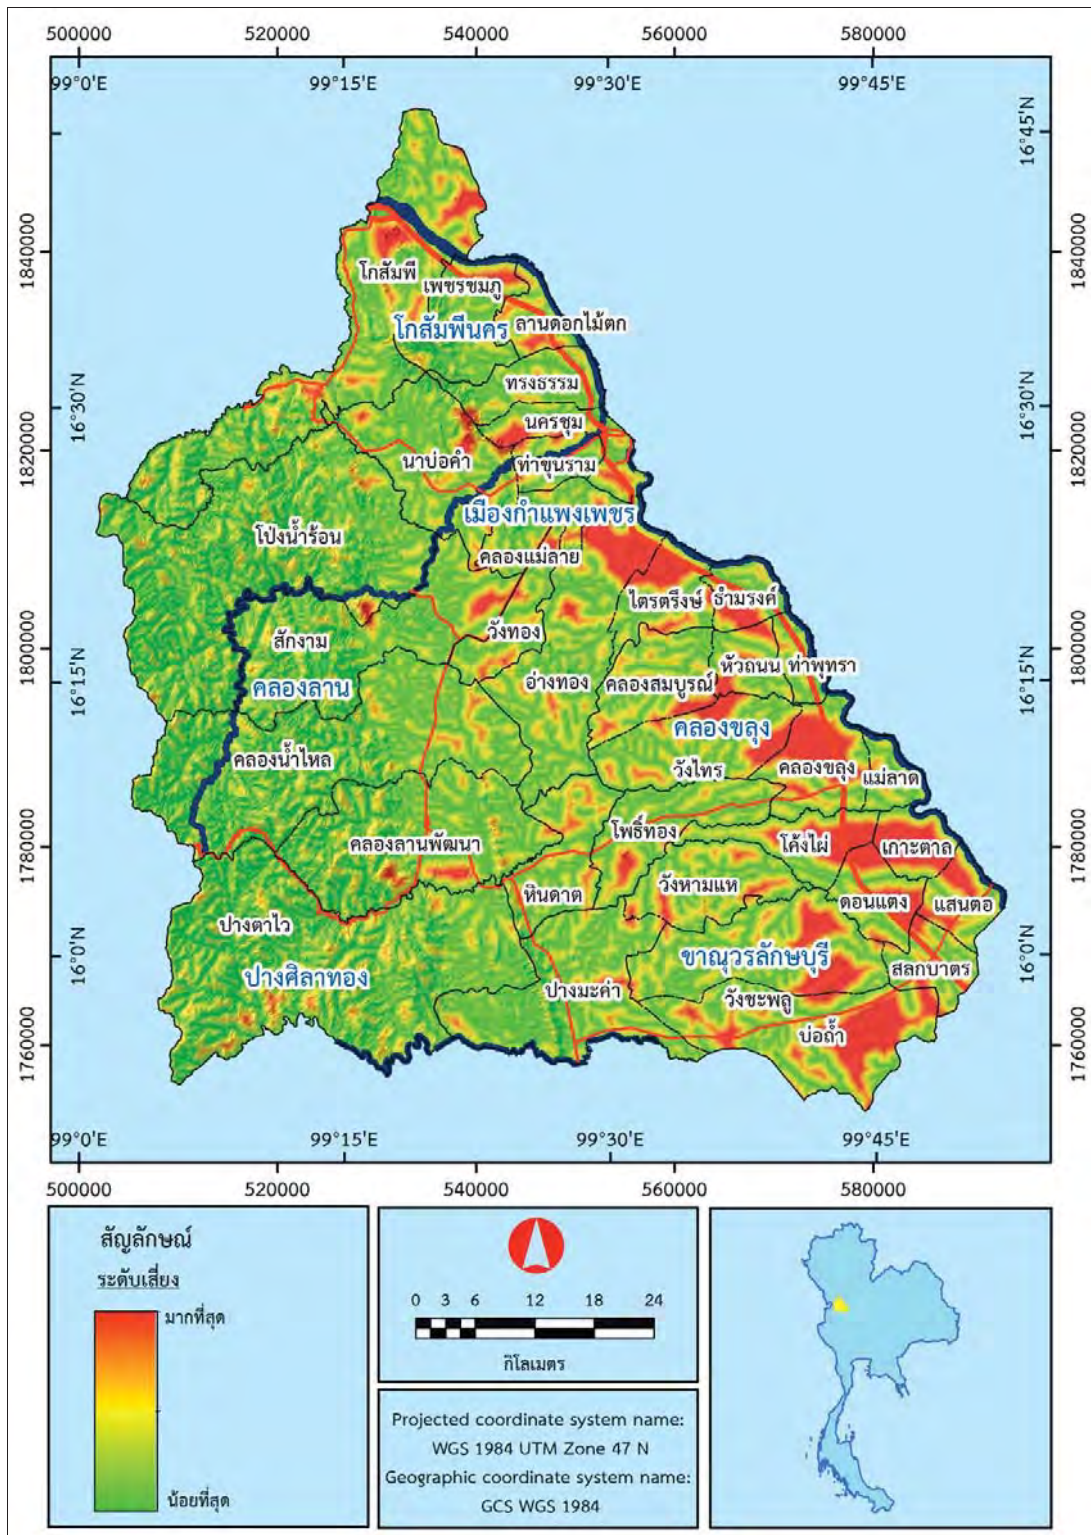 500000 520000 540000 560000 580000
99°0'E 99°15'E 99°30'E 99°45'E
16°45'N 16°45'N
1840000 1840000
โกสัมพี
เพชรชมภู
โกสัมพีนคร
ลานดอกไม้ตก
ทรงธรรม
16°30'N 16°30'N
นครชุม
1820000 1820000
นาบ่อคำ
ท่าขุนราม
เมืองกำแพงเพชร
โป่งน้ำร้อน
คลองแม่ลาย
ไตรตรึงษ์
ธำมรงค์
สักงาม
วังทอง
1800000 1800000
16°15'N 16°15'N
คลองลาน
อ่างทอง
คลองสมบูรณ์
หัวถนน
ท่าพุทรา
คลองขลุง
คลองน้ำไหล
วังไทร
คลองขลุง
แม่ลาด
1780000 1780000
คลองลานพัฒนา
โพธิ์ทอง
โค้งไผ่
เกาะตาล
หินดาต
วังหามแห
ดอนแตง
แสนตอ
ปางตาไว
16°0'N 16°0'N
ปางศิลาทอง
ขาณุวรลักษบุรี
สลกบาตร
ปางมะค่า
วังชะพลู
บ่อถ้ำ
1760000 1760000
99°0'E 99°15'E 99°30'E 99°45'E
500000 520000 540000 560000 580000
สัญลักษณ์
ระดับเสี่ยง
มากที่สุด
น้อยที่สุด
0 3 6 12 18 24
กิโลเมตร
Projected coordinate system name:
WGS 1984 UTM Zone 47 N
Geographic coordinate system name:
GCS WGS 1984